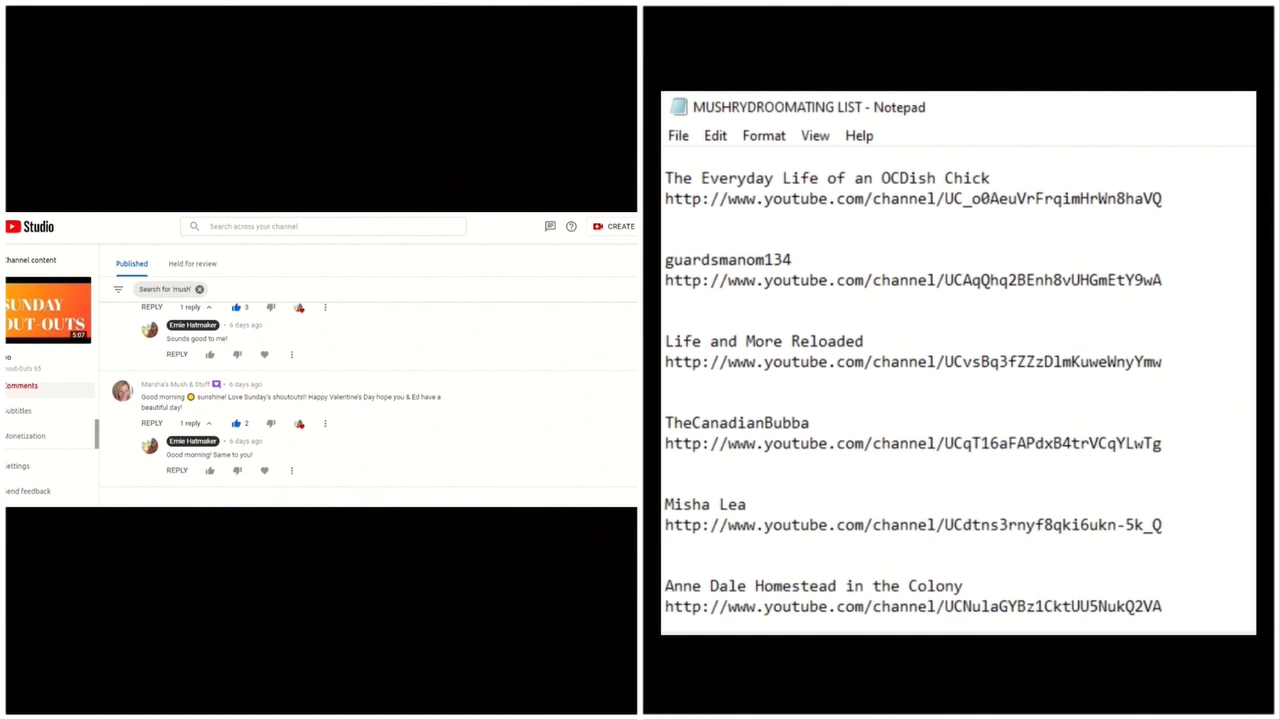 Studio
Search across your channel
CREATE
Channel content
Published
Held for review
Search for 'mush'
SUNDAY
OUT-OUTS
5:07
REPLY 1 reply 3
Ernie Hatmaker • 6 days ago
Sounds good to me!
REPLY
eo
hout-Outs 65
Comments
Subtitles
Monetization
Settings
Send feedback
Marsha's Mush & Stuff • 6 days ago
Good morning 🌞 sunshine! Love Sunday's shoutouts!! Happy Valentine's Day hope you & Ed have a
beautiful day!
REPLY 1 reply 2
Ernie Hatmaker • 6 days ago
Good morning! Same to you!
REPLY
MUSHRYDROOMATING LIST - Notepad
File Edit Format View Help
The Everyday Life of an OCDish Chick
http://www.youtube.com/channel/UC_o0AeuVrFrqimHrWn8haVQ
guardsmanom134
http://www.youtube.com/channel/UCAqQhq2BEnh8vUHGmEtY9wA
Life and More Reloaded
http://www.youtube.com/channel/UCvsBq3fZZzDlmKuweWnyYmw
TheCanadianBubba
http://www.youtube.com/channel/UCqT16aFAPdxB4trVCqYLwTg
Misha Lea
http://www.youtube.com/channel/UCdtns3rnyf8qki6ukn-5k_Q
Anne Dale Homestead in the Colony
http://www.youtube.com/channel/UCNulaGYBz1CktUU5NukQ2VA